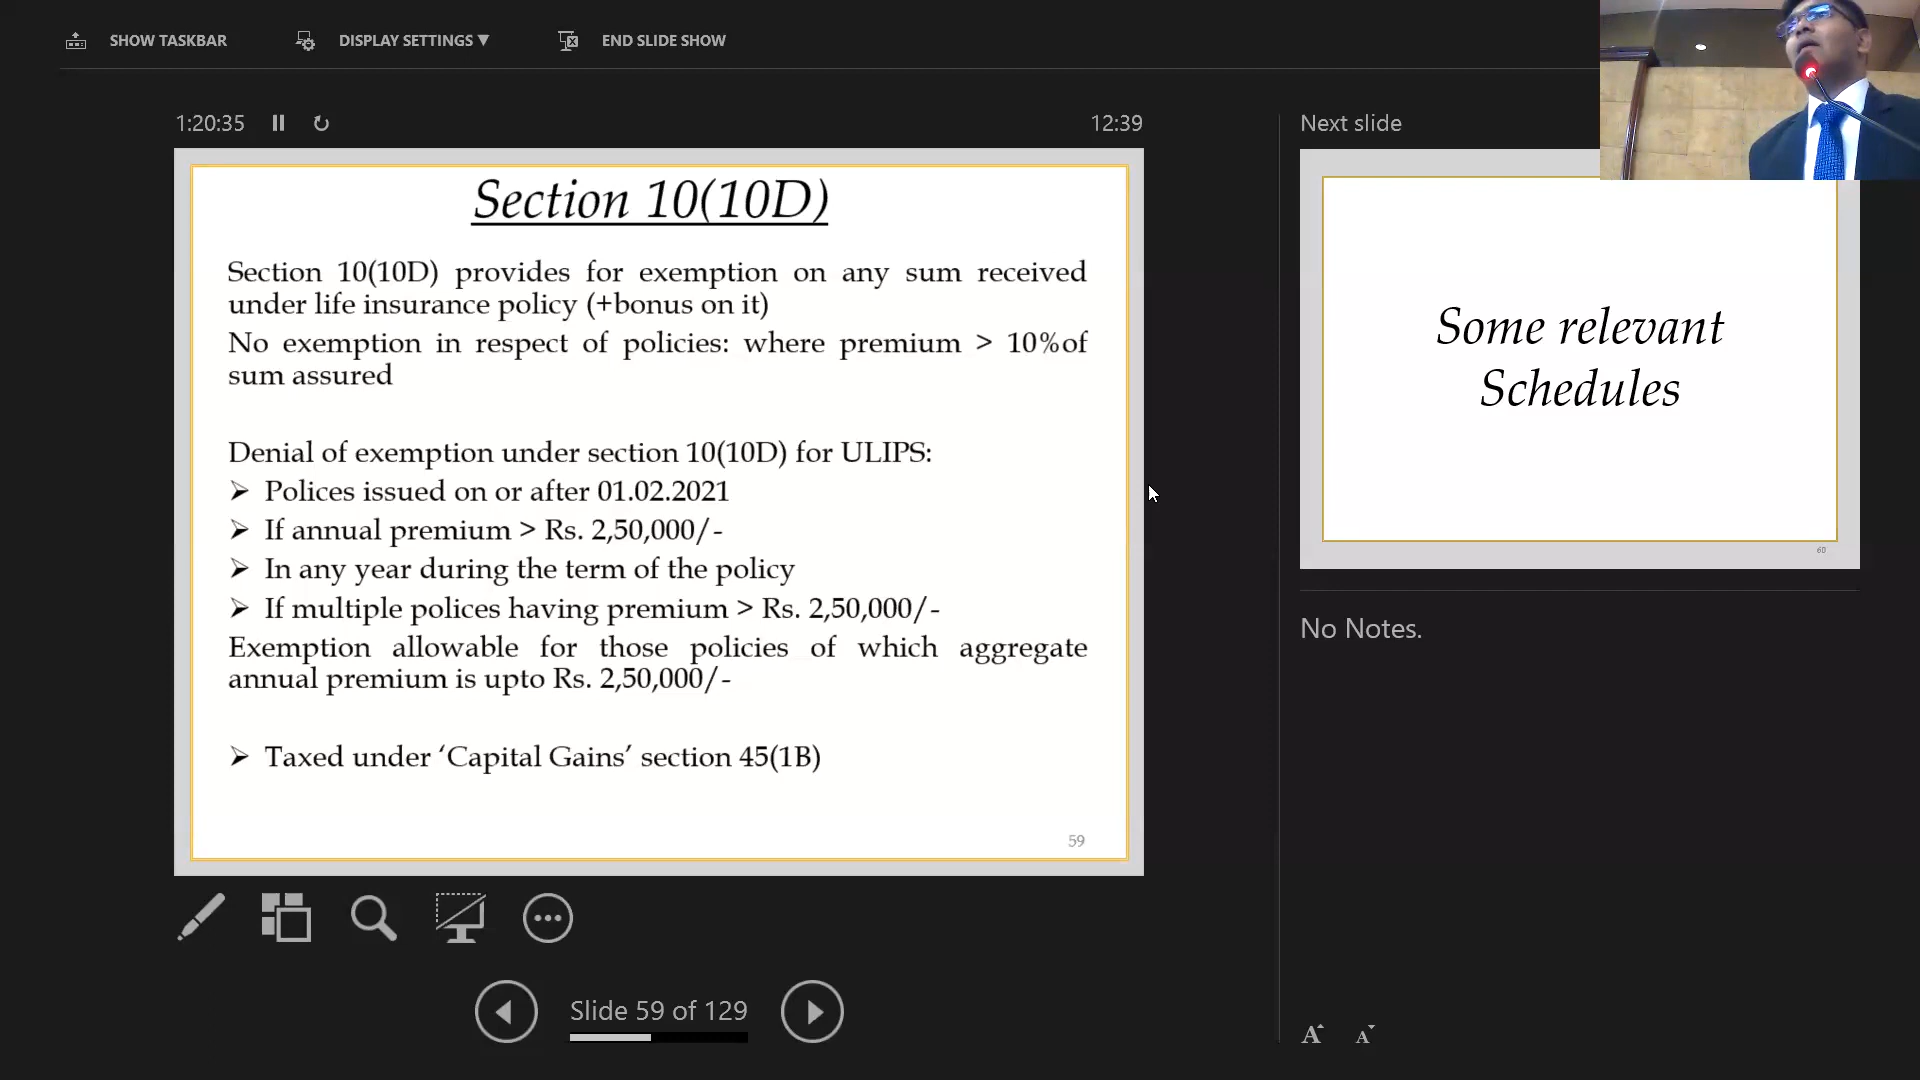 SHOW TASKBAR
DISPLAY SETTINGS ▼
END SLIDE SHOW
1:20:35
12:39
Section 10(10D)
Section 10(10D) provides for exemption on any sum received
under life insurance policy (+bonus on it)
No exemption in respect of policies: where premium > 10%of
sum assured
Denial of exemption under section 10(10D) for ULIPS:
➢ Polices issued on or after 01.02.2021
➢ If annual premium > Rs. 2,50,000/-
➢ In any year during the term of the policy
➢ If multiple polices having premium > Rs. 2,50,000/-
Exemption allowable for those policies of which aggregate
annual premium is upto Rs. 2,50,000/-
➢ Taxed under ‘Capital Gains’ section 45(1B)
59
Slide 59 of 129
Next slide
Some relevant
Schedules
60
No Notes.
A A